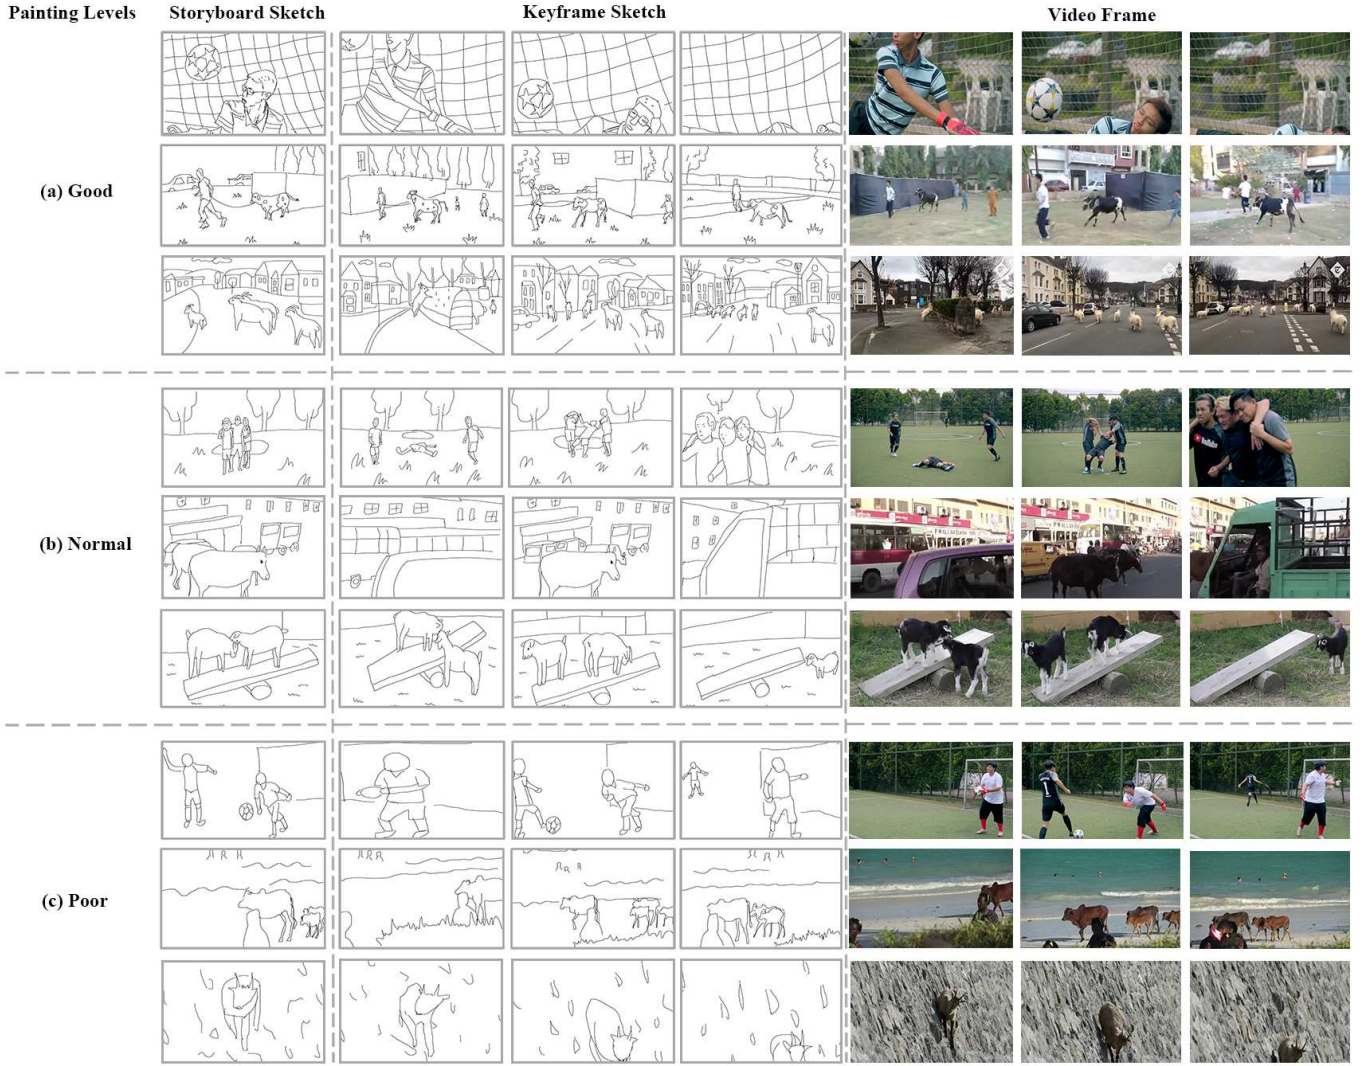 Painting Levels Storyboard Sketch Keyframe Sketch Video Frame
(a) Good
(b) Normal
(c) Poor